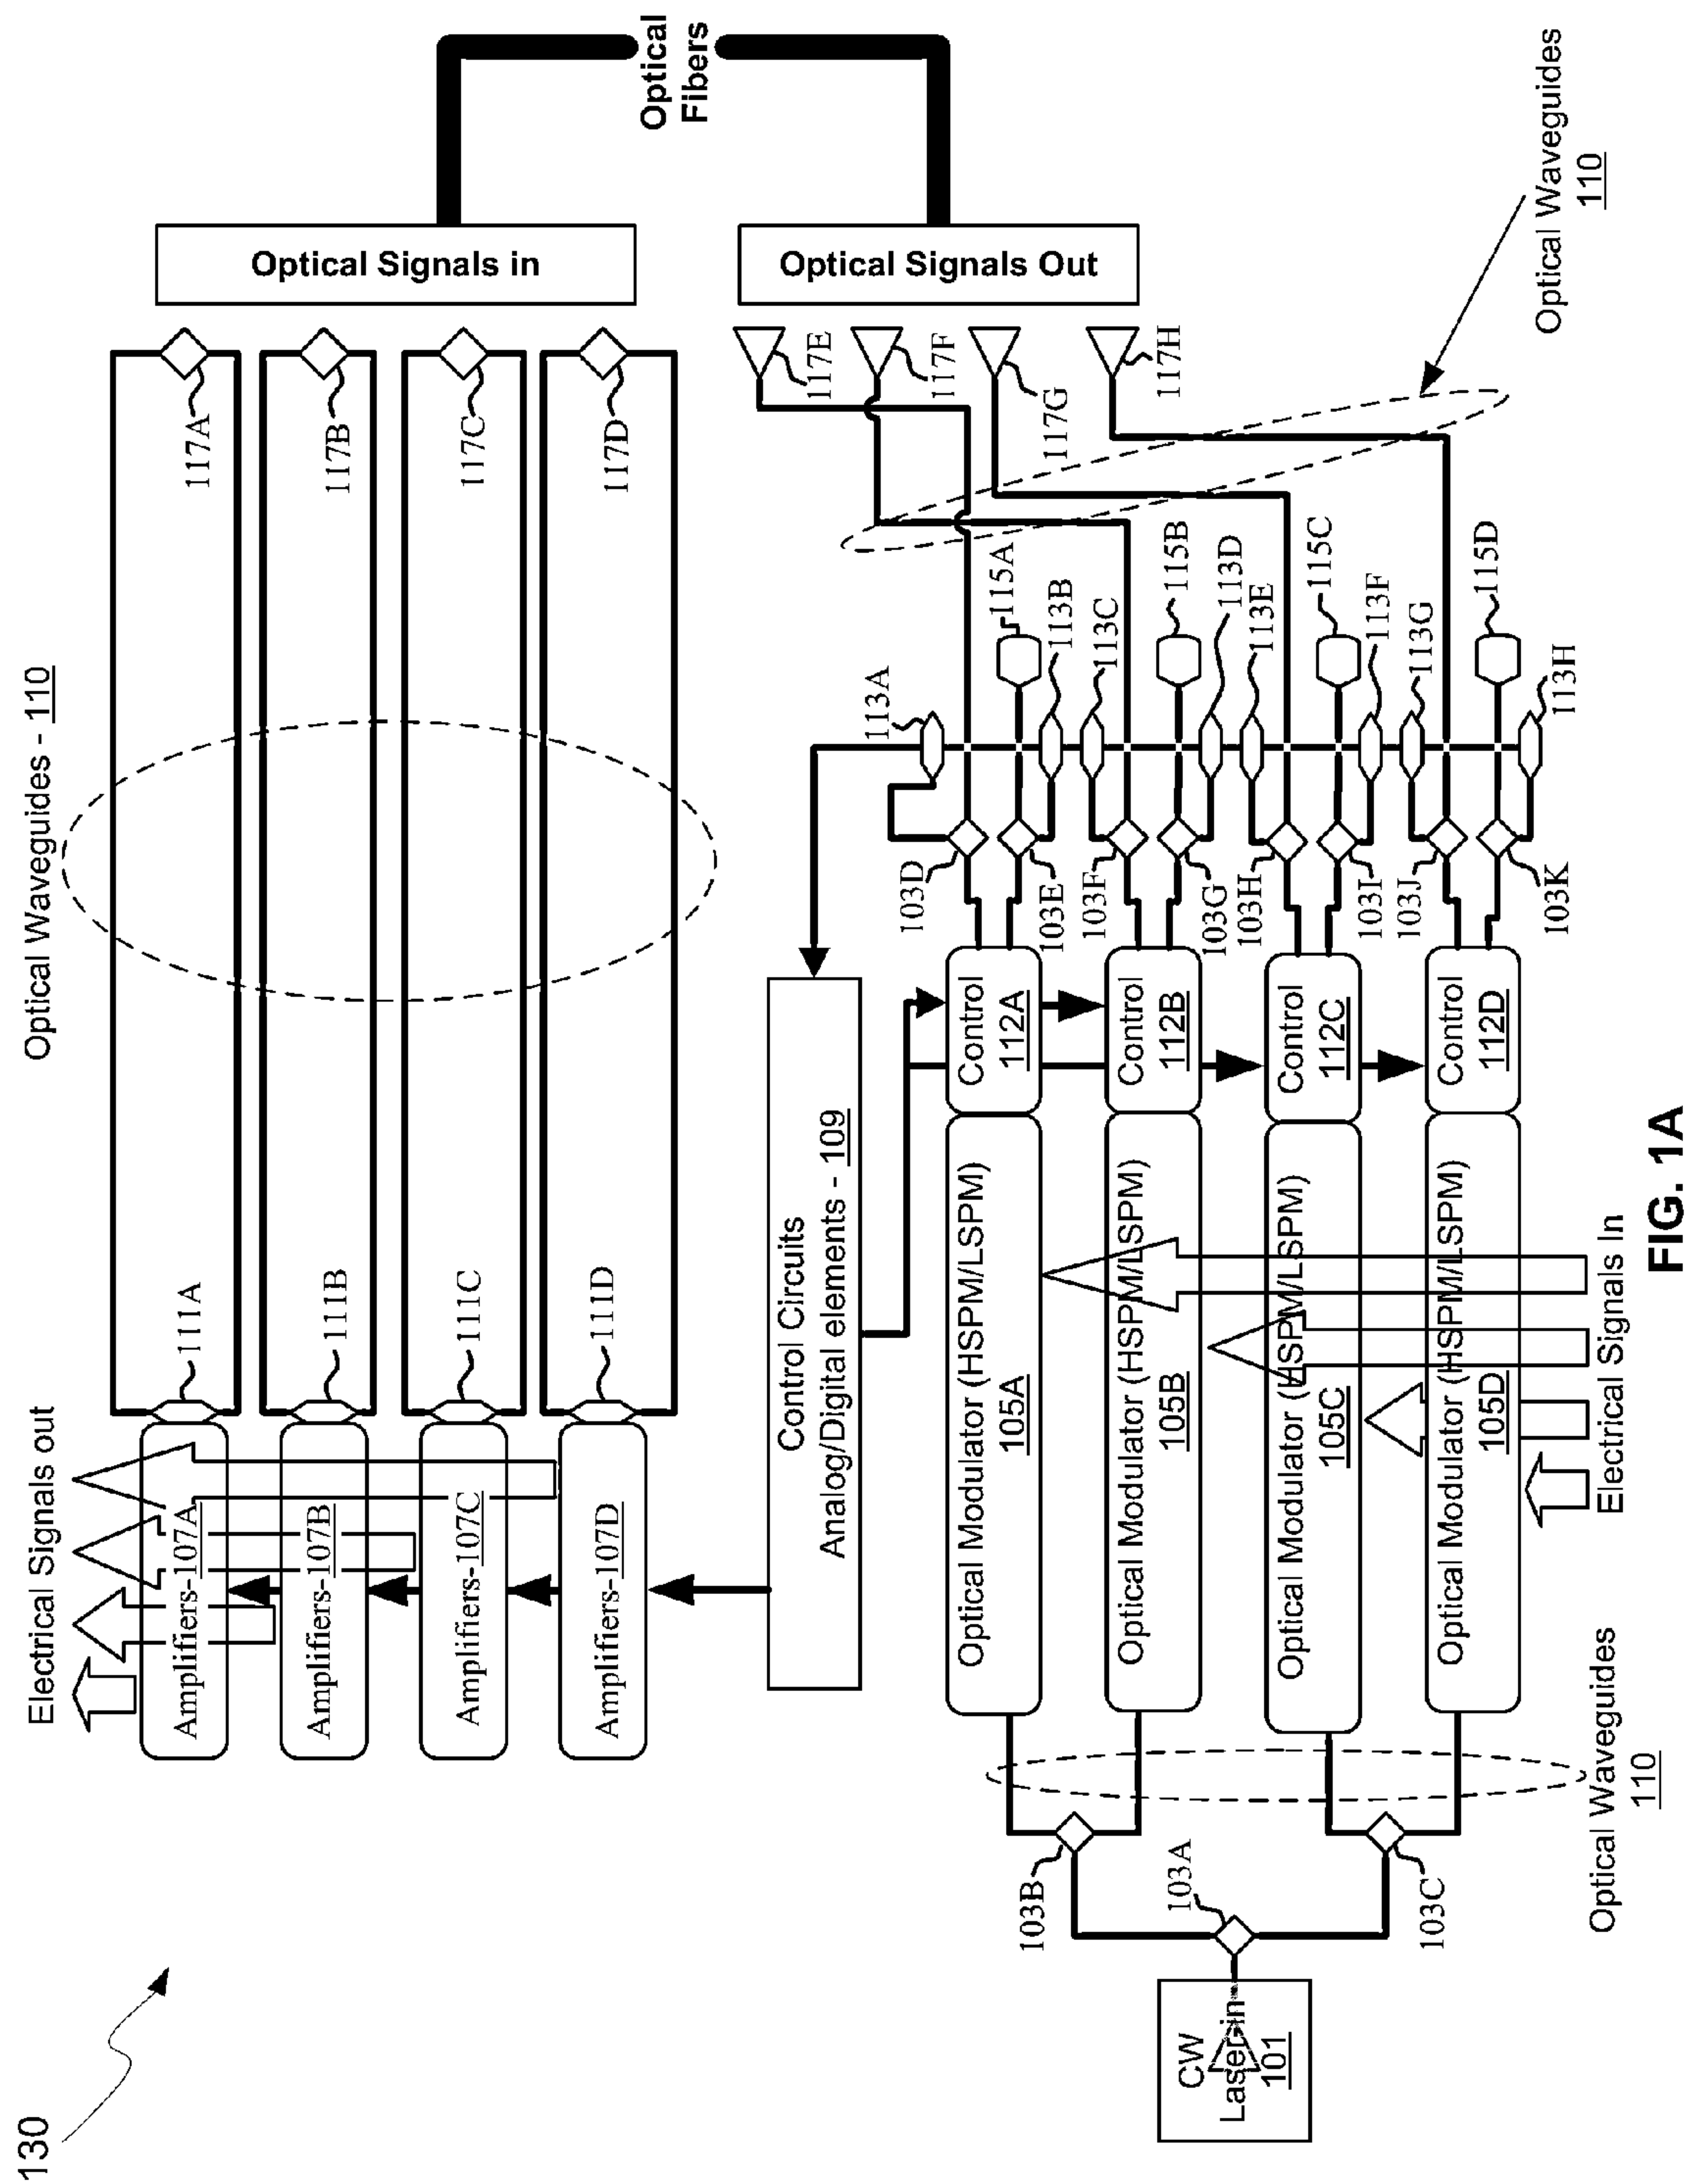 130
Electrical Signals out
Optical Waveguides - 110
Amplifiers-107A
Amplifiers-107B
Amplifiers-107C
Amplifiers-107D
111A
111B
111C
111D
117A
117B
117C
117D
Optical Signals in
Optical
Fibers
Optical Signals Out
Control Circuits
Analog/Digital elements - 109
117E
117F
117G
117H
CW
Laser in
101
103A
103B
103C
Optical Waveguides
110
Optical Modulator (HSPM/LSPM)
105A
Optical Modulator (HSPM/LSPM)
105B
Optical Modulator (HSPM/LSPM)
105C
Optical Modulator (HSPM/LSPM)
105D
Control
112A
Control
112B
Control
112C
Control
112D
103D
103E
103F
103G
103H
103I
103J
103K
113A
113B
113C
113D
113E
113F
113G
113H
115A
115B
115C
115D
Optical Waveguides
110
Electrical Signals In
FIG. 1A